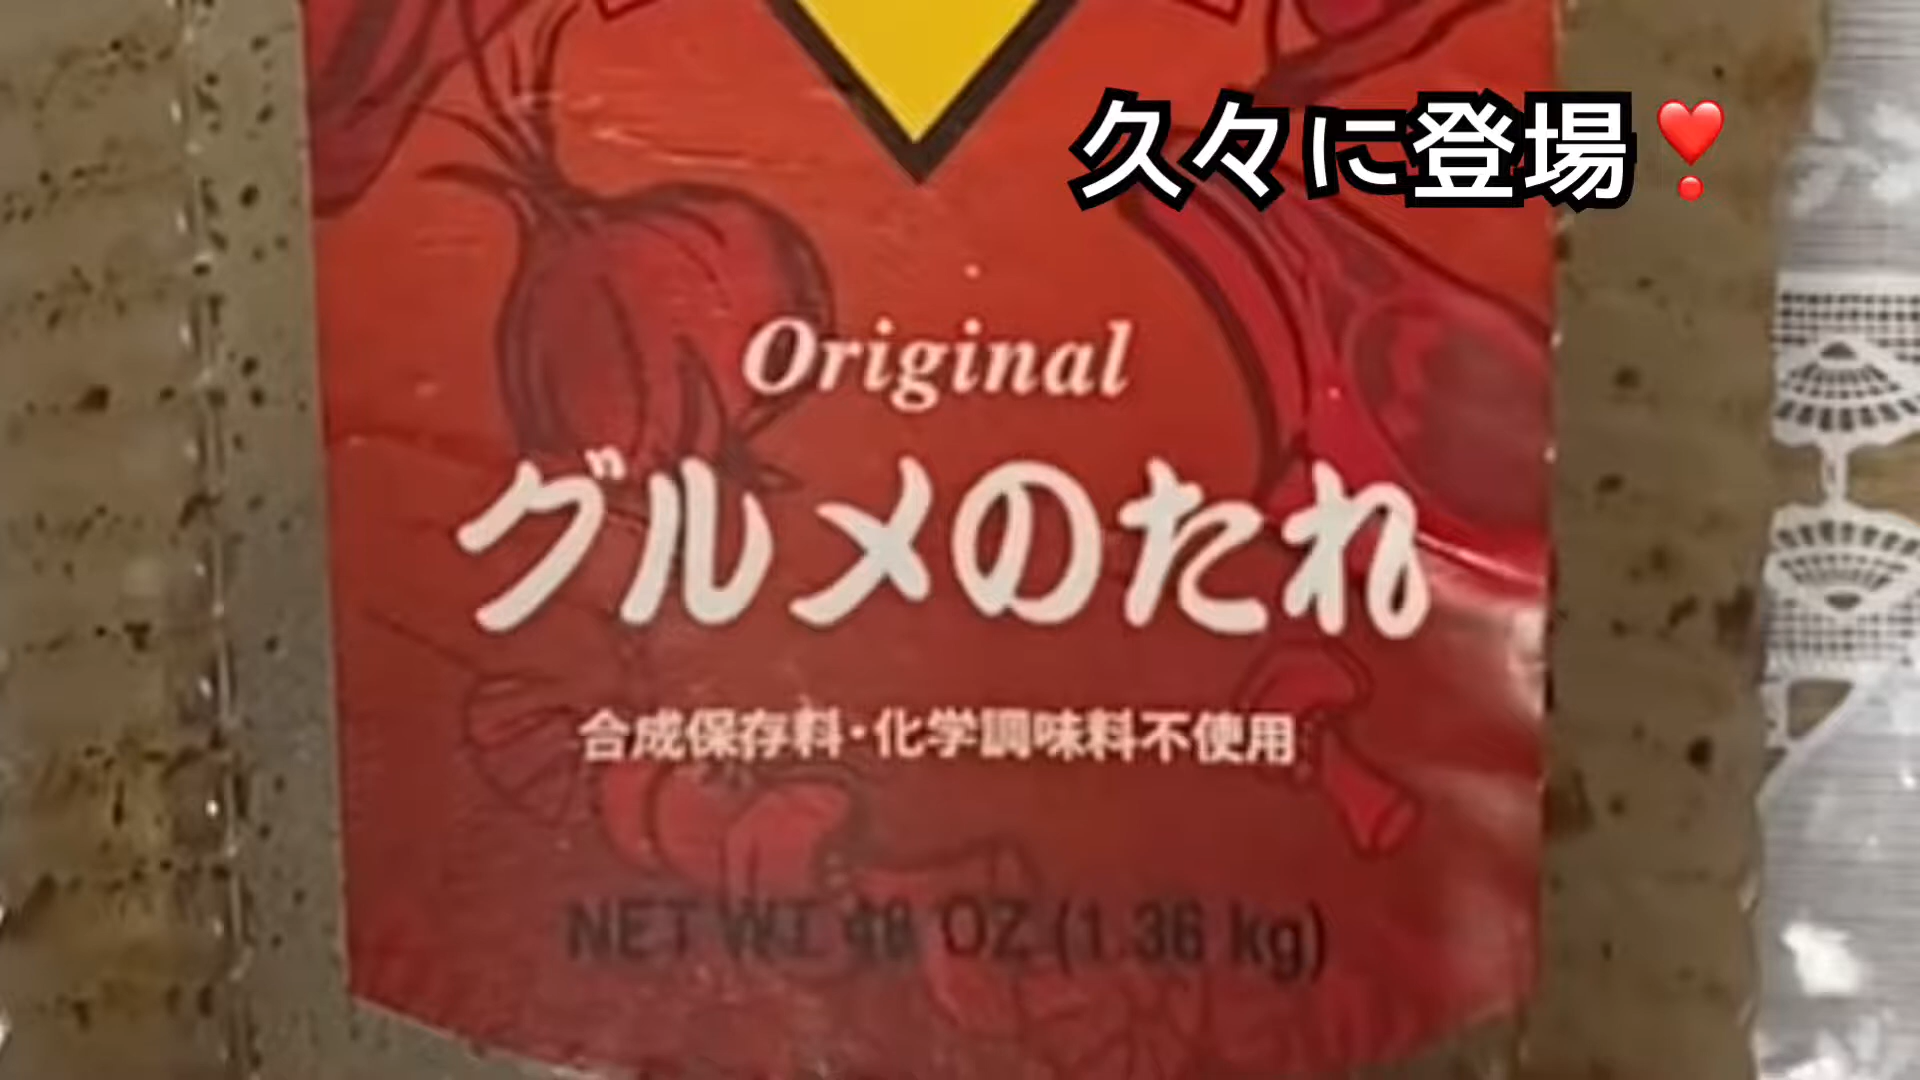 久々に登場❣
Original
グルメのたれ
合成保存料・化学調味料不使用
NET WT 48 OZ (1.36 kg)